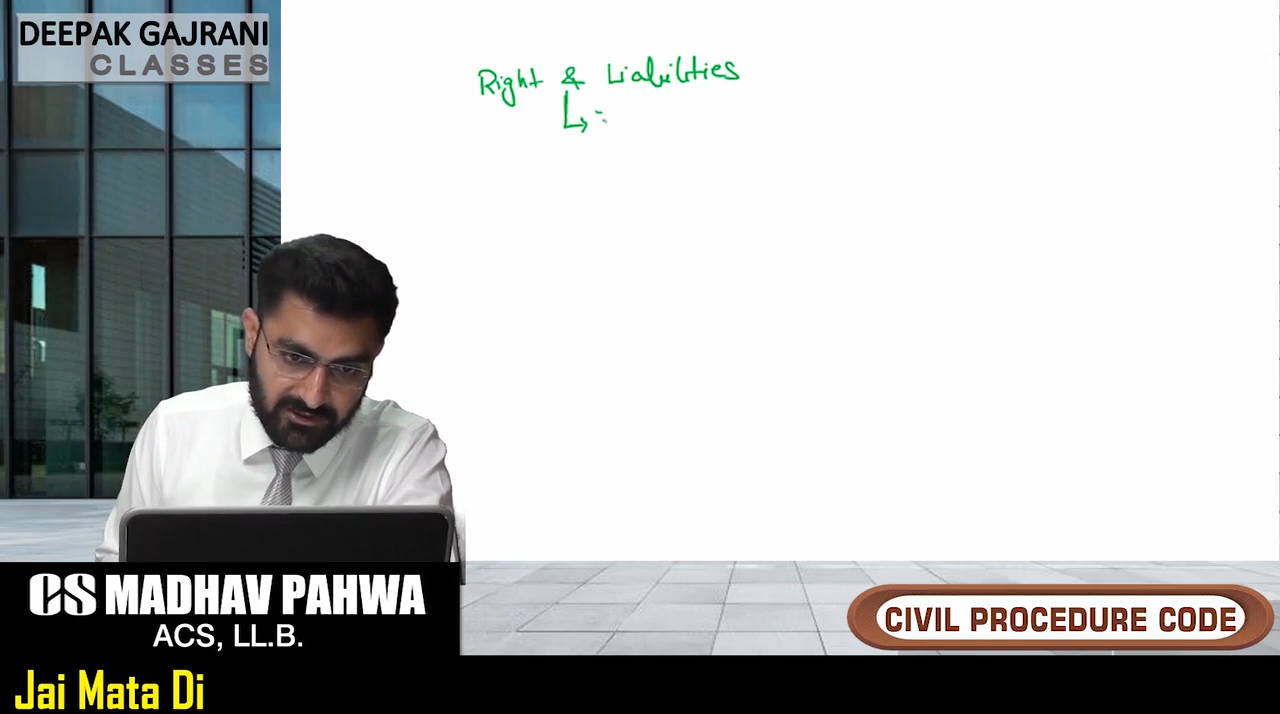 DEEPAK GAJRANI
CLASSES
Right & Liabilities
CS MADHAV PAHWA
ACS, LL.B.
CIVIL PROCEDURE CODE
Jai Mata Di